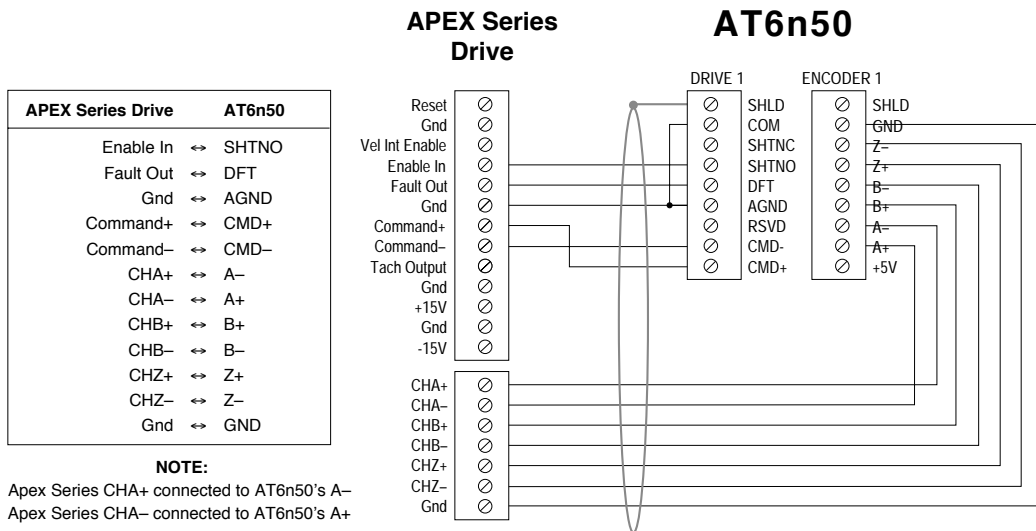 APEX Series
Drive
AT6n50
APEX Series Drive AT6n50
Enable In ⇔ SHTNO
Fault Out ⇔ DFT
Gnd ⇔ AGND
Command+ ⇔ CMD+
Command– ⇔ CMD–
CHA+ ⇔ A–
CHA– ⇔ A+
CHB+ ⇔ B+
CHB– ⇔ B–
CHZ+ ⇔ Z+
CHZ– ⇔ Z–
Gnd ⇔ GND
NOTE:
Apex Series CHA+ connected to AT6n50's A–
Apex Series CHA– connected to AT6n50's A+
Reset
Gnd
Vel Int Enable
Enable In
Fault Out
Gnd
Command+
Command–
Tach Output
Gnd
+15V
Gnd
-15V
CHA+
CHA–
CHB+
CHB–
CHZ+
CHZ–
Gnd
DRIVE 1
SHLD
COM
SHTNC
SHTNO
DFT
AGND
RSVD
CMD-
CMD+
ENCODER 1
SHLD
GND
Z–
Z+
B–
B+
A–
A+
+5V